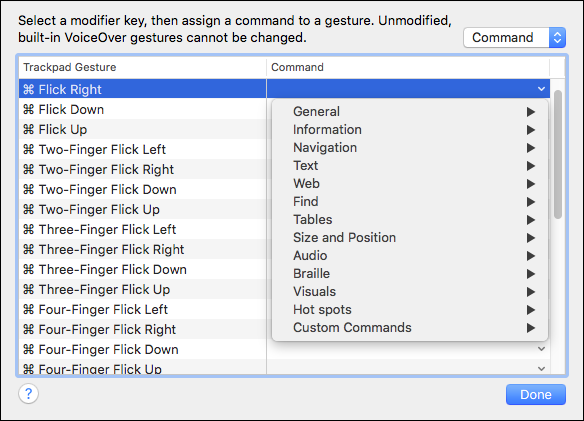 Select a modifier key, then assign a command to a gesture. Unmodified,
built-in VoiceOver gestures cannot be changed.
Command
Trackpad Gesture
Command
⌘ Flick Right
⌘ Flick Down
⌘ Flick Up
⌘ Two-Finger Flick Left
⌘ Two-Finger Flick Right
⌘ Two-Finger Flick Down
⌘ Two-Finger Flick Up
⌘ Three-Finger Flick Left
⌘ Three-Finger Flick Right
⌘ Three-Finger Flick Down
⌘ Three-Finger Flick Up
⌘ Four-Finger Flick Left
⌘ Four-Finger Flick Right
⌘ Four-Finger Flick Down
⌘ Four-Finger Flick Up
General
Information
Navigation
Text
Web
Find
Tables
Size and Position
Audio
Braille
Visuals
Hot spots
Custom Commands
?
Done